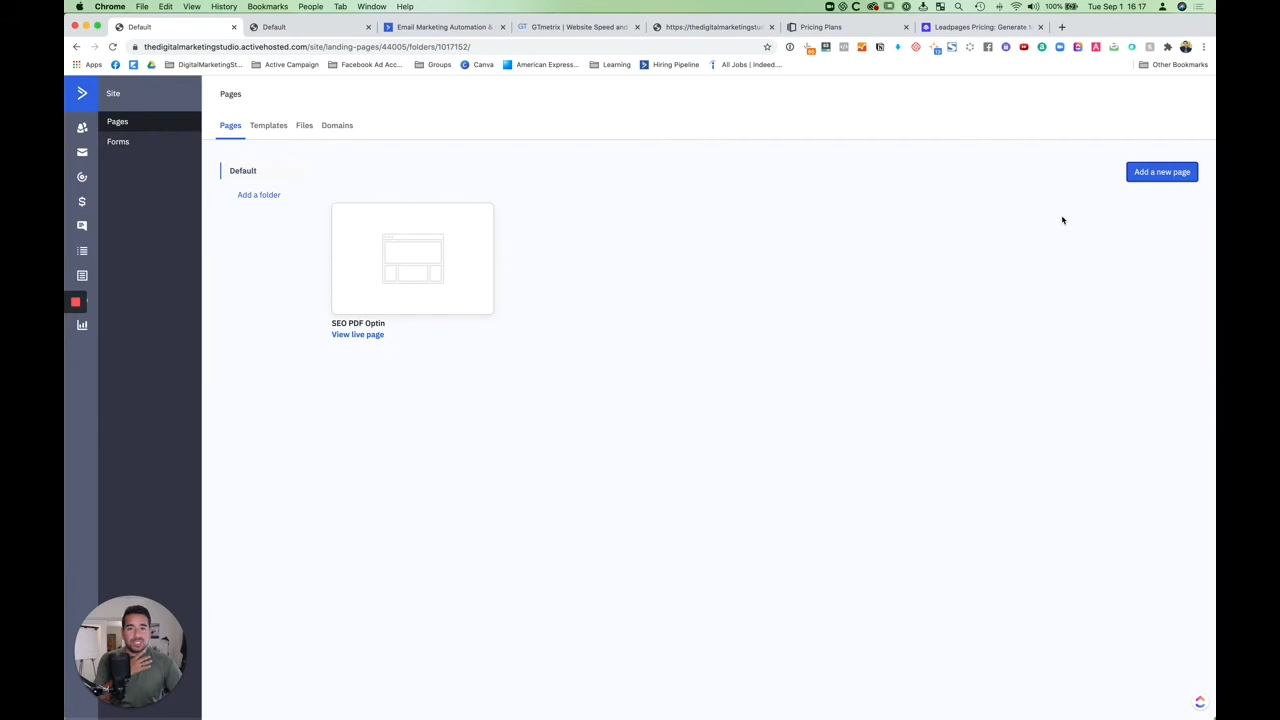 Chrome File Edit View History Bookmarks People Tab Window Help 100% Tue Sep 1 16:17
Default Default Email Marketing Automation & GTmetrix | Website Speed and https://thedigitalmarketingstu Pricing Plans Leadpages Pricing: Generate M
thedigitalmarketingstudio.activehosted.com/site/landing-pages/44005/folders/1017152/
Apps DigitalMarketingSt... Active Campaign Facebook Ad Acc... Groups Canva American Express... Learning Hiring Pipeline All Jobs | Indeed.... Other Bookmarks
Site
Pages
Pages
Forms
Pages Templates Files Domains
Default
Add a new page
Add a folder
SEO PDF Optin
View live page